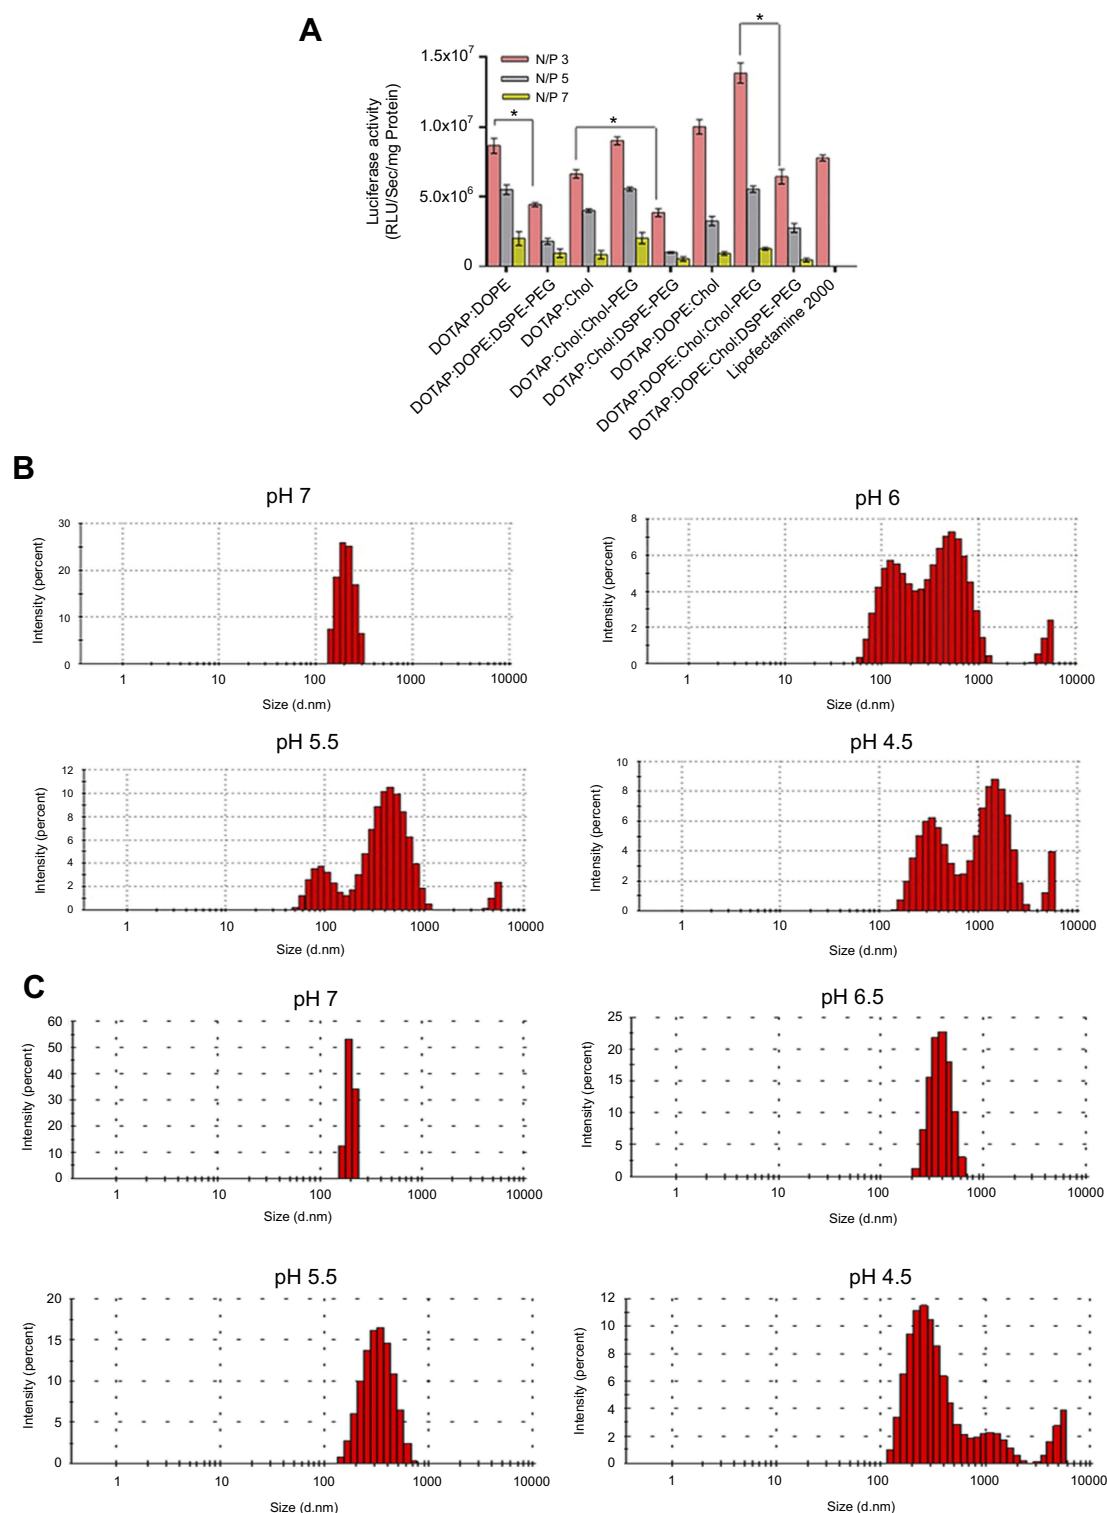 A
Luciferase activity
(RLU/Sec/mg Protein)
1.5x10⁷
1.0x10⁷
5.0x10⁶
0
N/P 3
N/P 5
N/P 7
*
*
*
DOTAP:DOPE
DOTAP:DOPE:DSPE-PEG
DOTAP:Chol
DOTAP:Chol:Chol-PEG
DOTAP:Chol:DSPE-PEG
DOTAP:DOPE:Chol
DOTAP:DOPE:Chol:Chol-PEG
DOTAP:DOPE:Chol:DSPE-PEG
Lipofectamine 2000
B
pH 7
Intensity (percent)
30
20
10
0
1 10 100 1000 10000
Size (d.nm)
pH 6
Intensity (percent)
8
6
4
2
0
1 10 100 1000 10000
Size (d.nm)
pH 5.5
Intensity (percent)
12
10
8
6
4
2
0
1 10 100 1000 10000
Size (d.nm)
pH 4.5
Intensity (percent)
10
8
6
4
2
0
1 10 100 1000 10000
Size (d.nm)
C
pH 7
Intensity (percent)
60
50
40
30
20
10
0
1 10 100 1000 10000
Size (d.nm)
pH 6.5
Intensity (percent)
25
20
15
10
5
0
1 10 100 1000 10000
Size (d.nm)
pH 5.5
Intensity (percent)
20
15
10
5
0
1 10 100 1000 10000
Size (d.nm)
pH 4.5
Intensity (percent)
12
10
8
6
4
2
0
1 10 100 1000 10000
Size (d.nm)